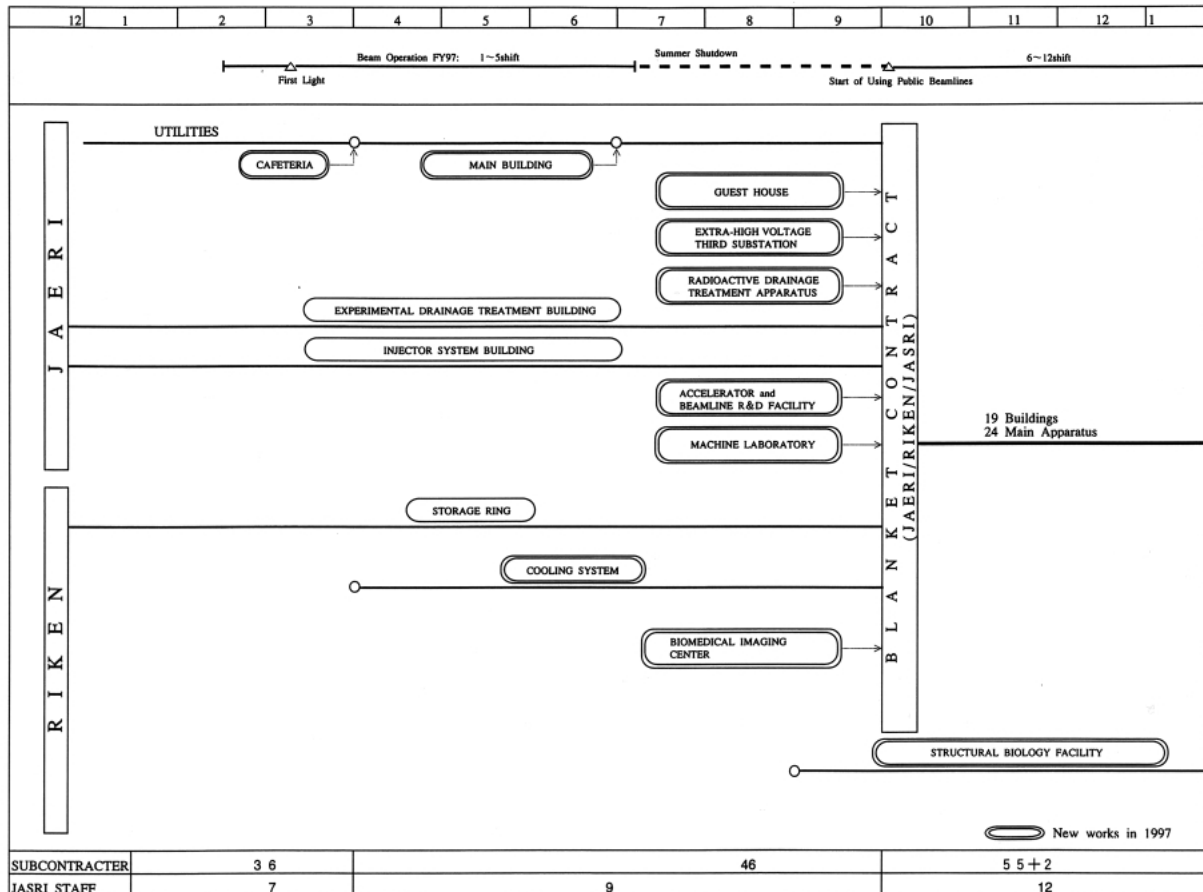 12 1 2 3 4 5 6 7 8 9 10 11 12 1
Beam Operation FY97: 1~5shift
Summer Shutdown
6~12shift
First Light
Start of Using Public Beamlines
JAERI
UTILITIES
CAFETERIA
MAIN BUILDING
GUEST HOUSE
EXTRA-HIGH VOLTAGE
THIRD SUBSTATION
RADIOACTIVE DRAINAGE
TREATMENT APPARATUS
EXPERIMENTAL DRAINAGE TREATMENT BUILDING
INJECTOR SYSTEM BUILDING
ACCELERATOR and
BEAMLINE R&D FACILITY
MACHINE LABORATORY
BLANKET CONTRACT
(JAERI/RIKEN/JASRI)
19 Buildings
24 Main Apparatus
RIKEN
STORAGE RING
COOLING SYSTEM
BIOMEDICAL IMAGING
CENTER
STRUCTURAL BIOLOGY FACILITY
New works in 1997
SUBCONTRACTER 3 6 46 5 5 + 2
JASRI STAFF 7 9 12